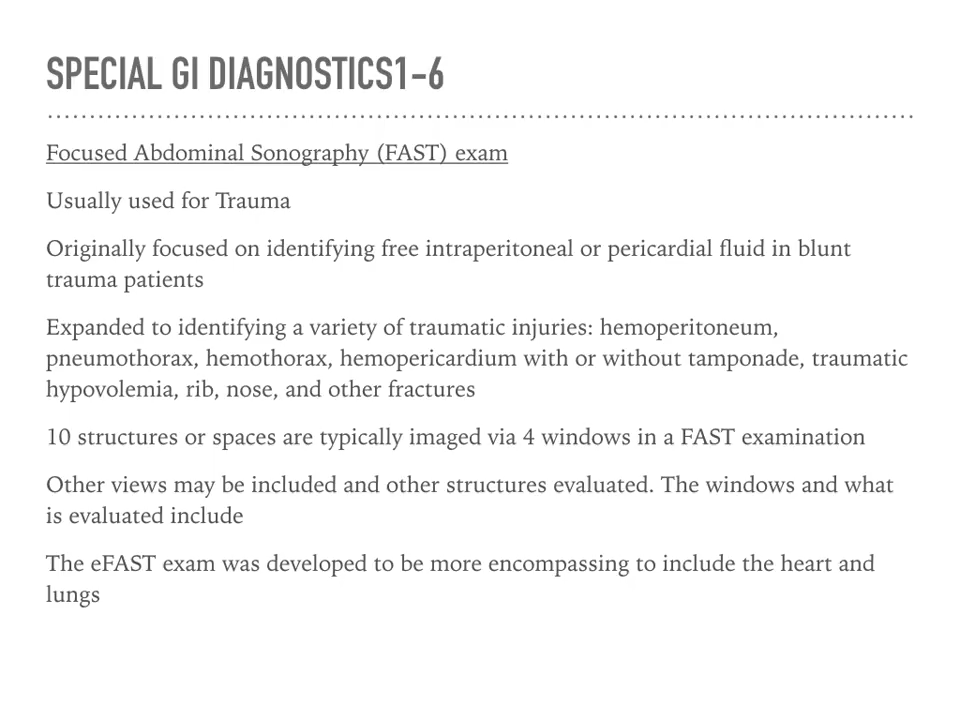 SPECIAL GI DIAGNOSTICS1-6
Focused Abdominal Sonography (FAST) exam
Usually used for Trauma
Originally focused on identifying free intraperitoneal or pericardial fluid in blunt
trauma patients
Expanded to identifying a variety of traumatic injuries: hemoperitoneum,
pneumothorax, hemothorax, hemopericardium with or without tamponade, traumatic
hypovolemia, rib, nose, and other fractures
10 structures or spaces are typically imaged via 4 windows in a FAST examination
Other views may be included and other structures evaluated. The windows and what
is evaluated include
The eFAST exam was developed to be more encompassing to include the heart and
lungs